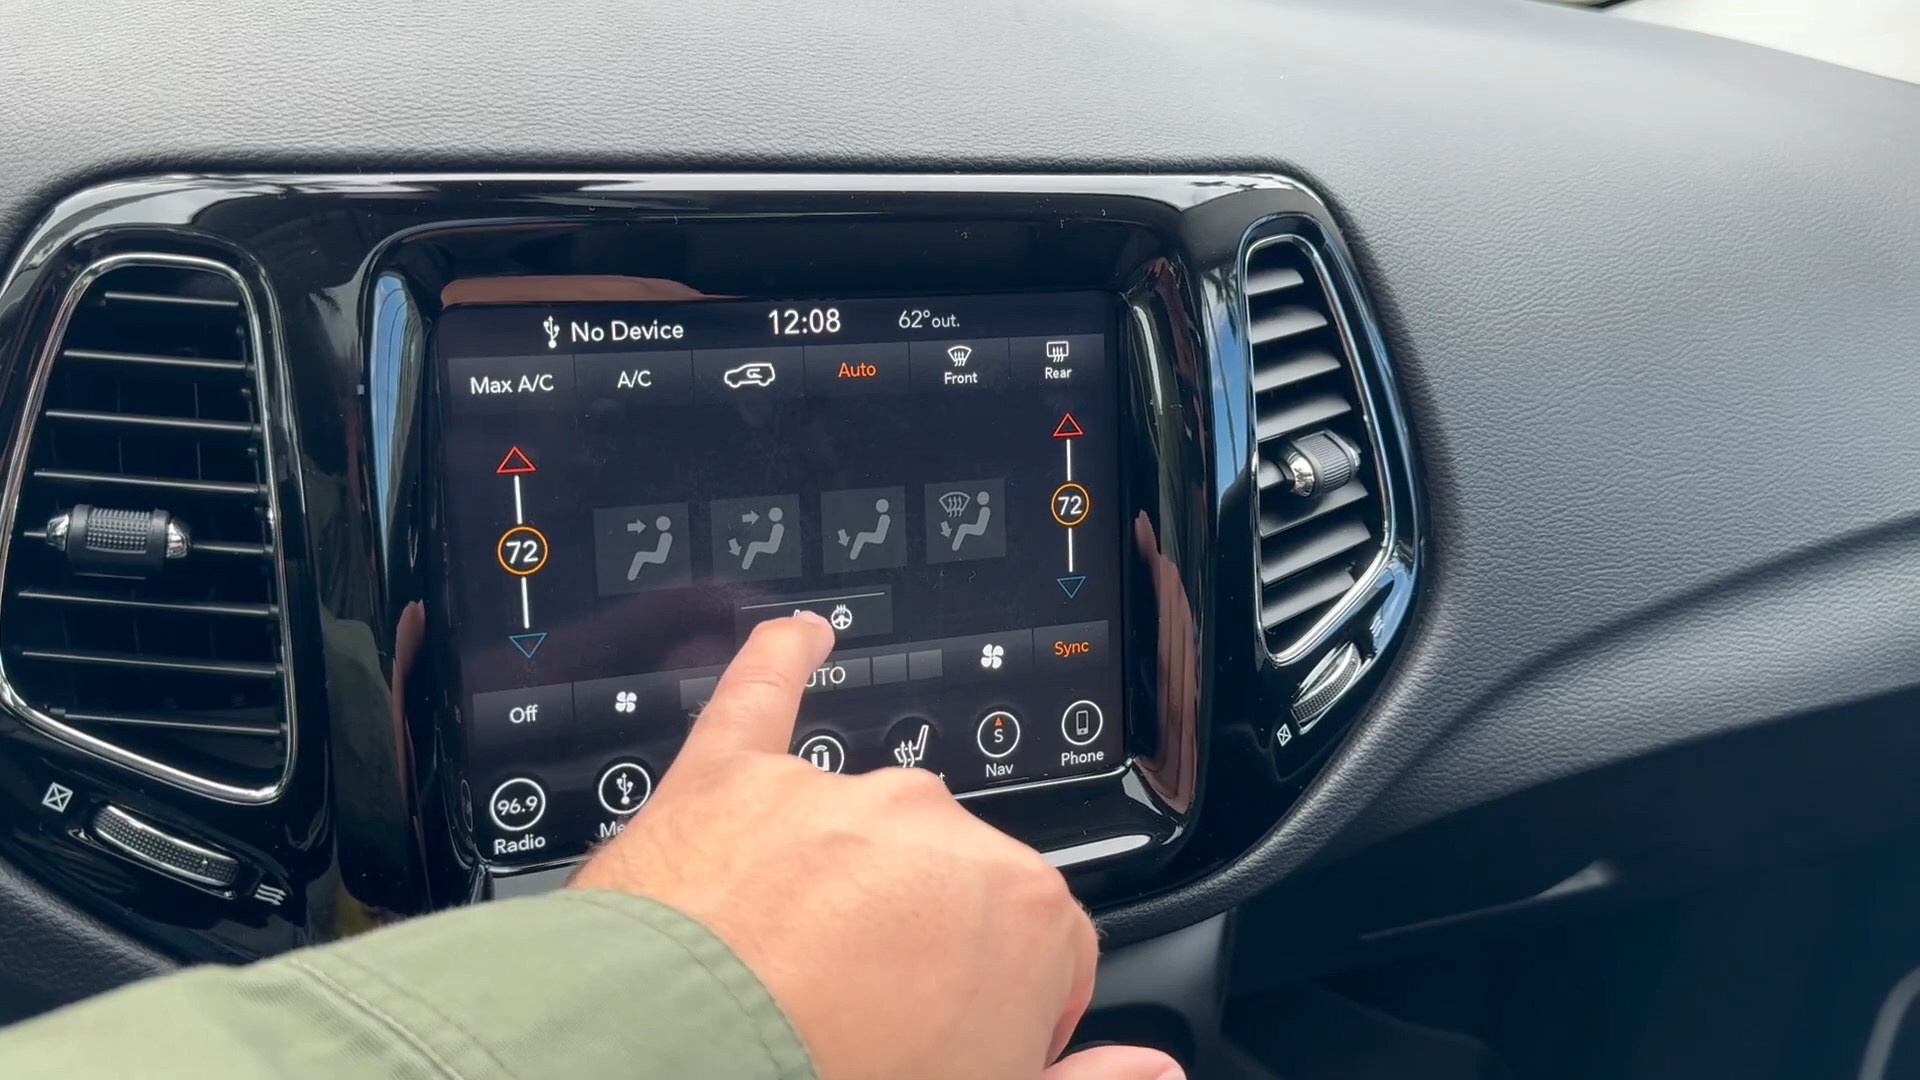 No Device
12:08
62°out.
Max A/C
A/C
Auto
Front
Rear
72
72
Off
Sync
96.9
Radio
S
Nav
Phone